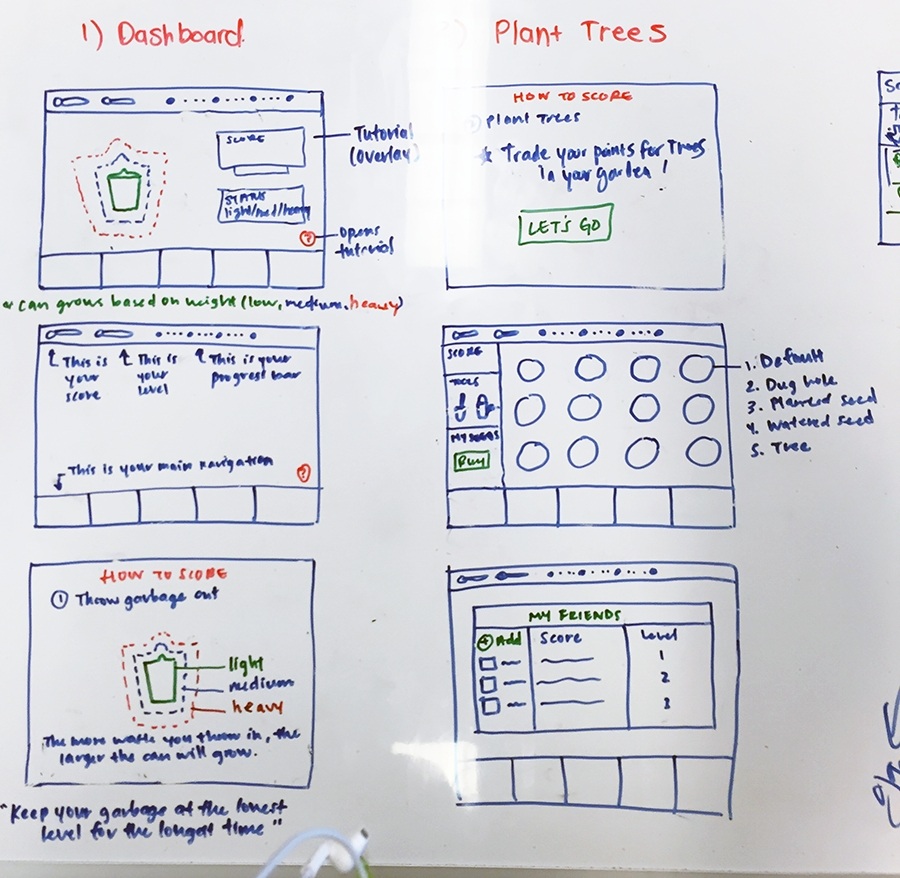 1) Dashboard
SCORE
STATUS
light/med/heavy
?
Tutorial
(overlay)
opens
tutorial
* can grows based on weight (low, medium, heavy)
This is
your
score
This is
your
level
This is your
progress bar
This is your main navigation
?
HOW TO SCORE
1 Throw garbage out
light
medium
heavy
The more waste you throw in, the
larger the can will grow.
"Keep your garbage at the lowest
level for the longest time"
Plant Trees
HOW TO SCORE
Plant Trees
* Trade your points for Trees
in your garden!
LET'S GO
SCORE
TOOLS
MY SEEDS
Buy
1. Default
2. Dug hole
3. Planted seed
4. Watered seed
5. Tree
MY FRIENDS
+ Add
Score
Level
1
2
3